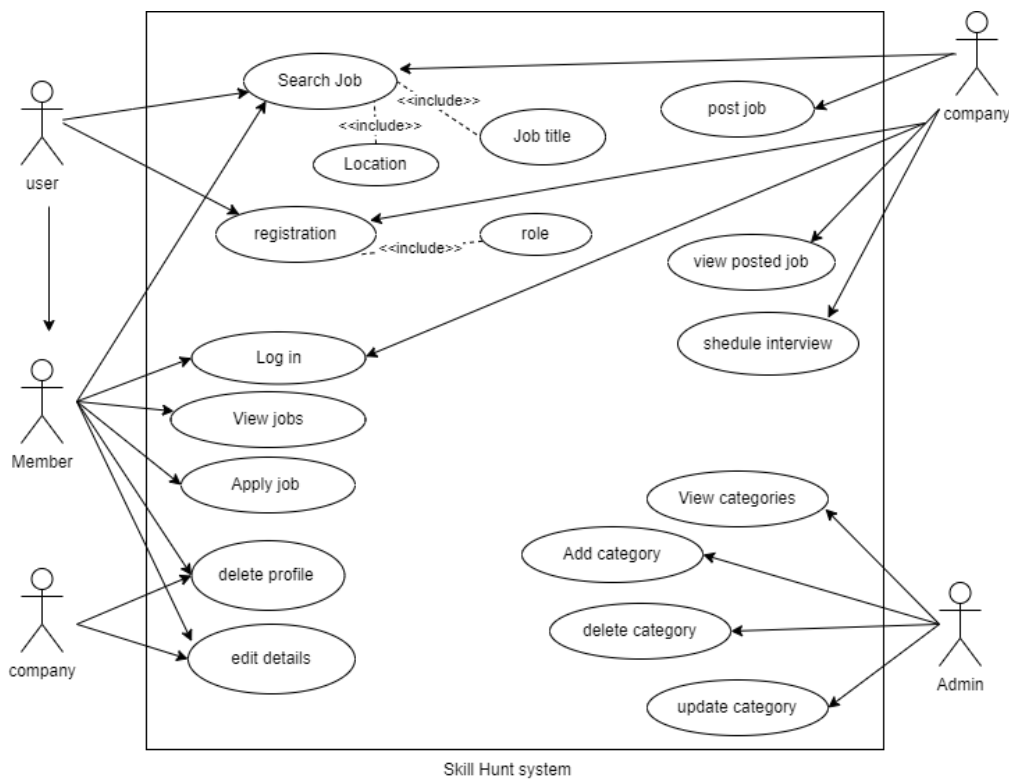 Search Job
<<include>>
post job
company
<<include>>
Job title
Location
user
registration
<<include>>
role
view posted job
shedule interview
Log in
View jobs
Member
Apply job
View categories
Add category
delete profile
delete category
company
edit details
Admin
update category
Skill Hunt system